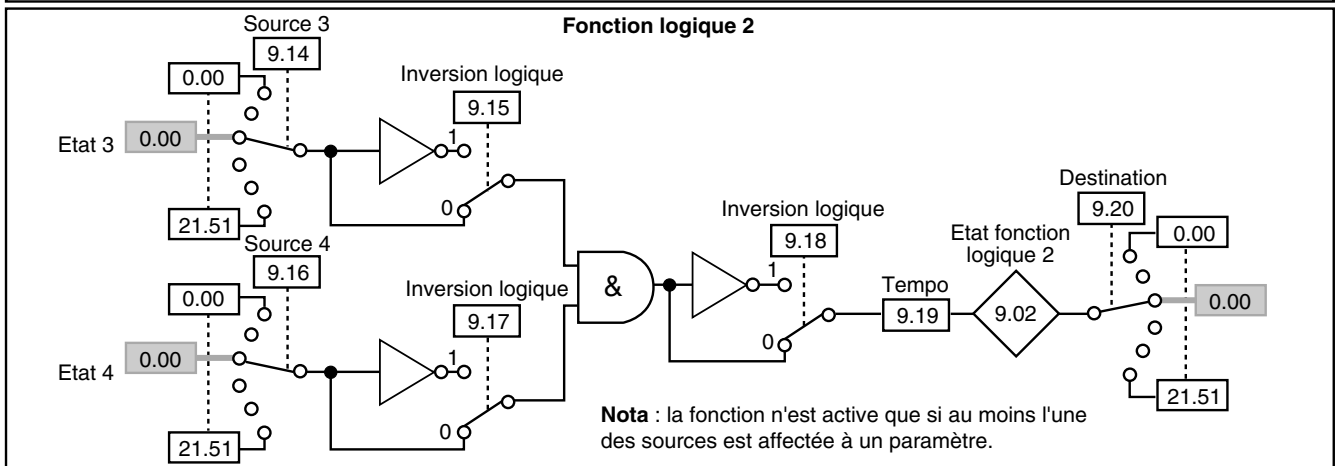 Fonction logique 2
Source 3
9.14
0.00
Inversion logique
9.15
Etat 3
0.00
1
0
21.51
Source 4
9.16
0.00
Inversion logique
9.17
Etat 4
0.00
1
0
21.51
&
Inversion logique
9.18
1
0
Tempo
9.19
Etat fonction
logique 2
9.02
Destination
9.20
0.00
0.00
21.51
Nota : la fonction n'est active que si au moins l'une
des sources est affectée à un paramètre.